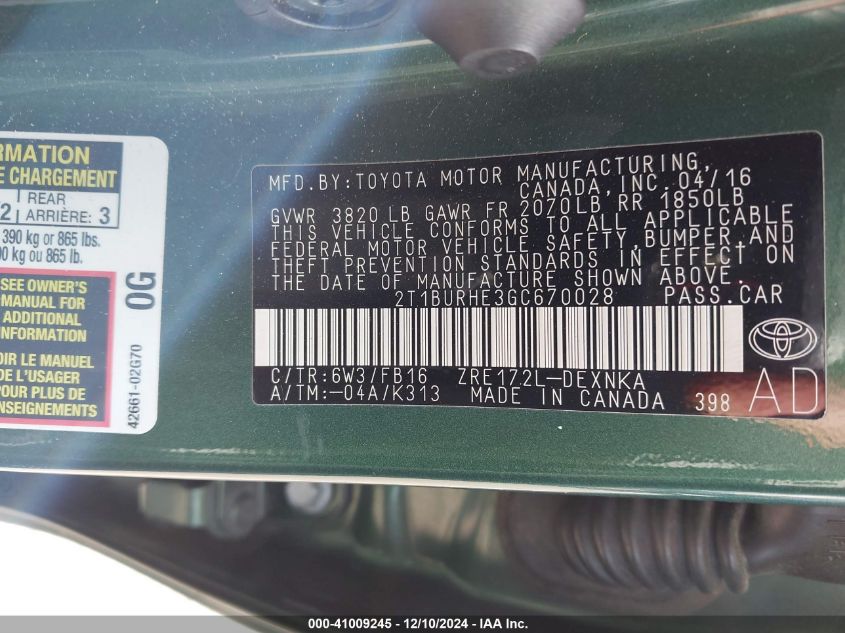 RMATION
E CHARGEMENT
REAR
2 ARRIÈRE: 3
390 kg or 865 lbs.
0 kg ou 865 lb.
SEE OWNER'S
MANUAL FOR
ADDITIONAL
INFORMATION
OIR LE MANUEL
DE L'USAGER
POUR PLUS DE
NSEIGNEMENTS
0G
42661-02G70
MFD.BY:TOYOTA MOTOR MANUFACTURING,
CANADA,INC.04/16
GVWR 3820 LB GAWR FR 2070LB,RR 1850LB
THIS VEHICLE CONFORMS TO ALL APPLICABLE
FEDERAL MOTOR VEHICLE SAFETY,BUMPER,AND
THEFT PREVENTION STANDARDS IN EFFECT ON
THE DATE OF MANUFACTURE SHOWN ABOVE.
2T1BURHE3GC670028 PASS.CAR
C/TR:6W3/FB16 ZRE172L-DEXNKA
A/TM:-04A/K313 MADE IN CANADA 398
AD
000-41009245 - 12/10/2024 - IAA Inc.